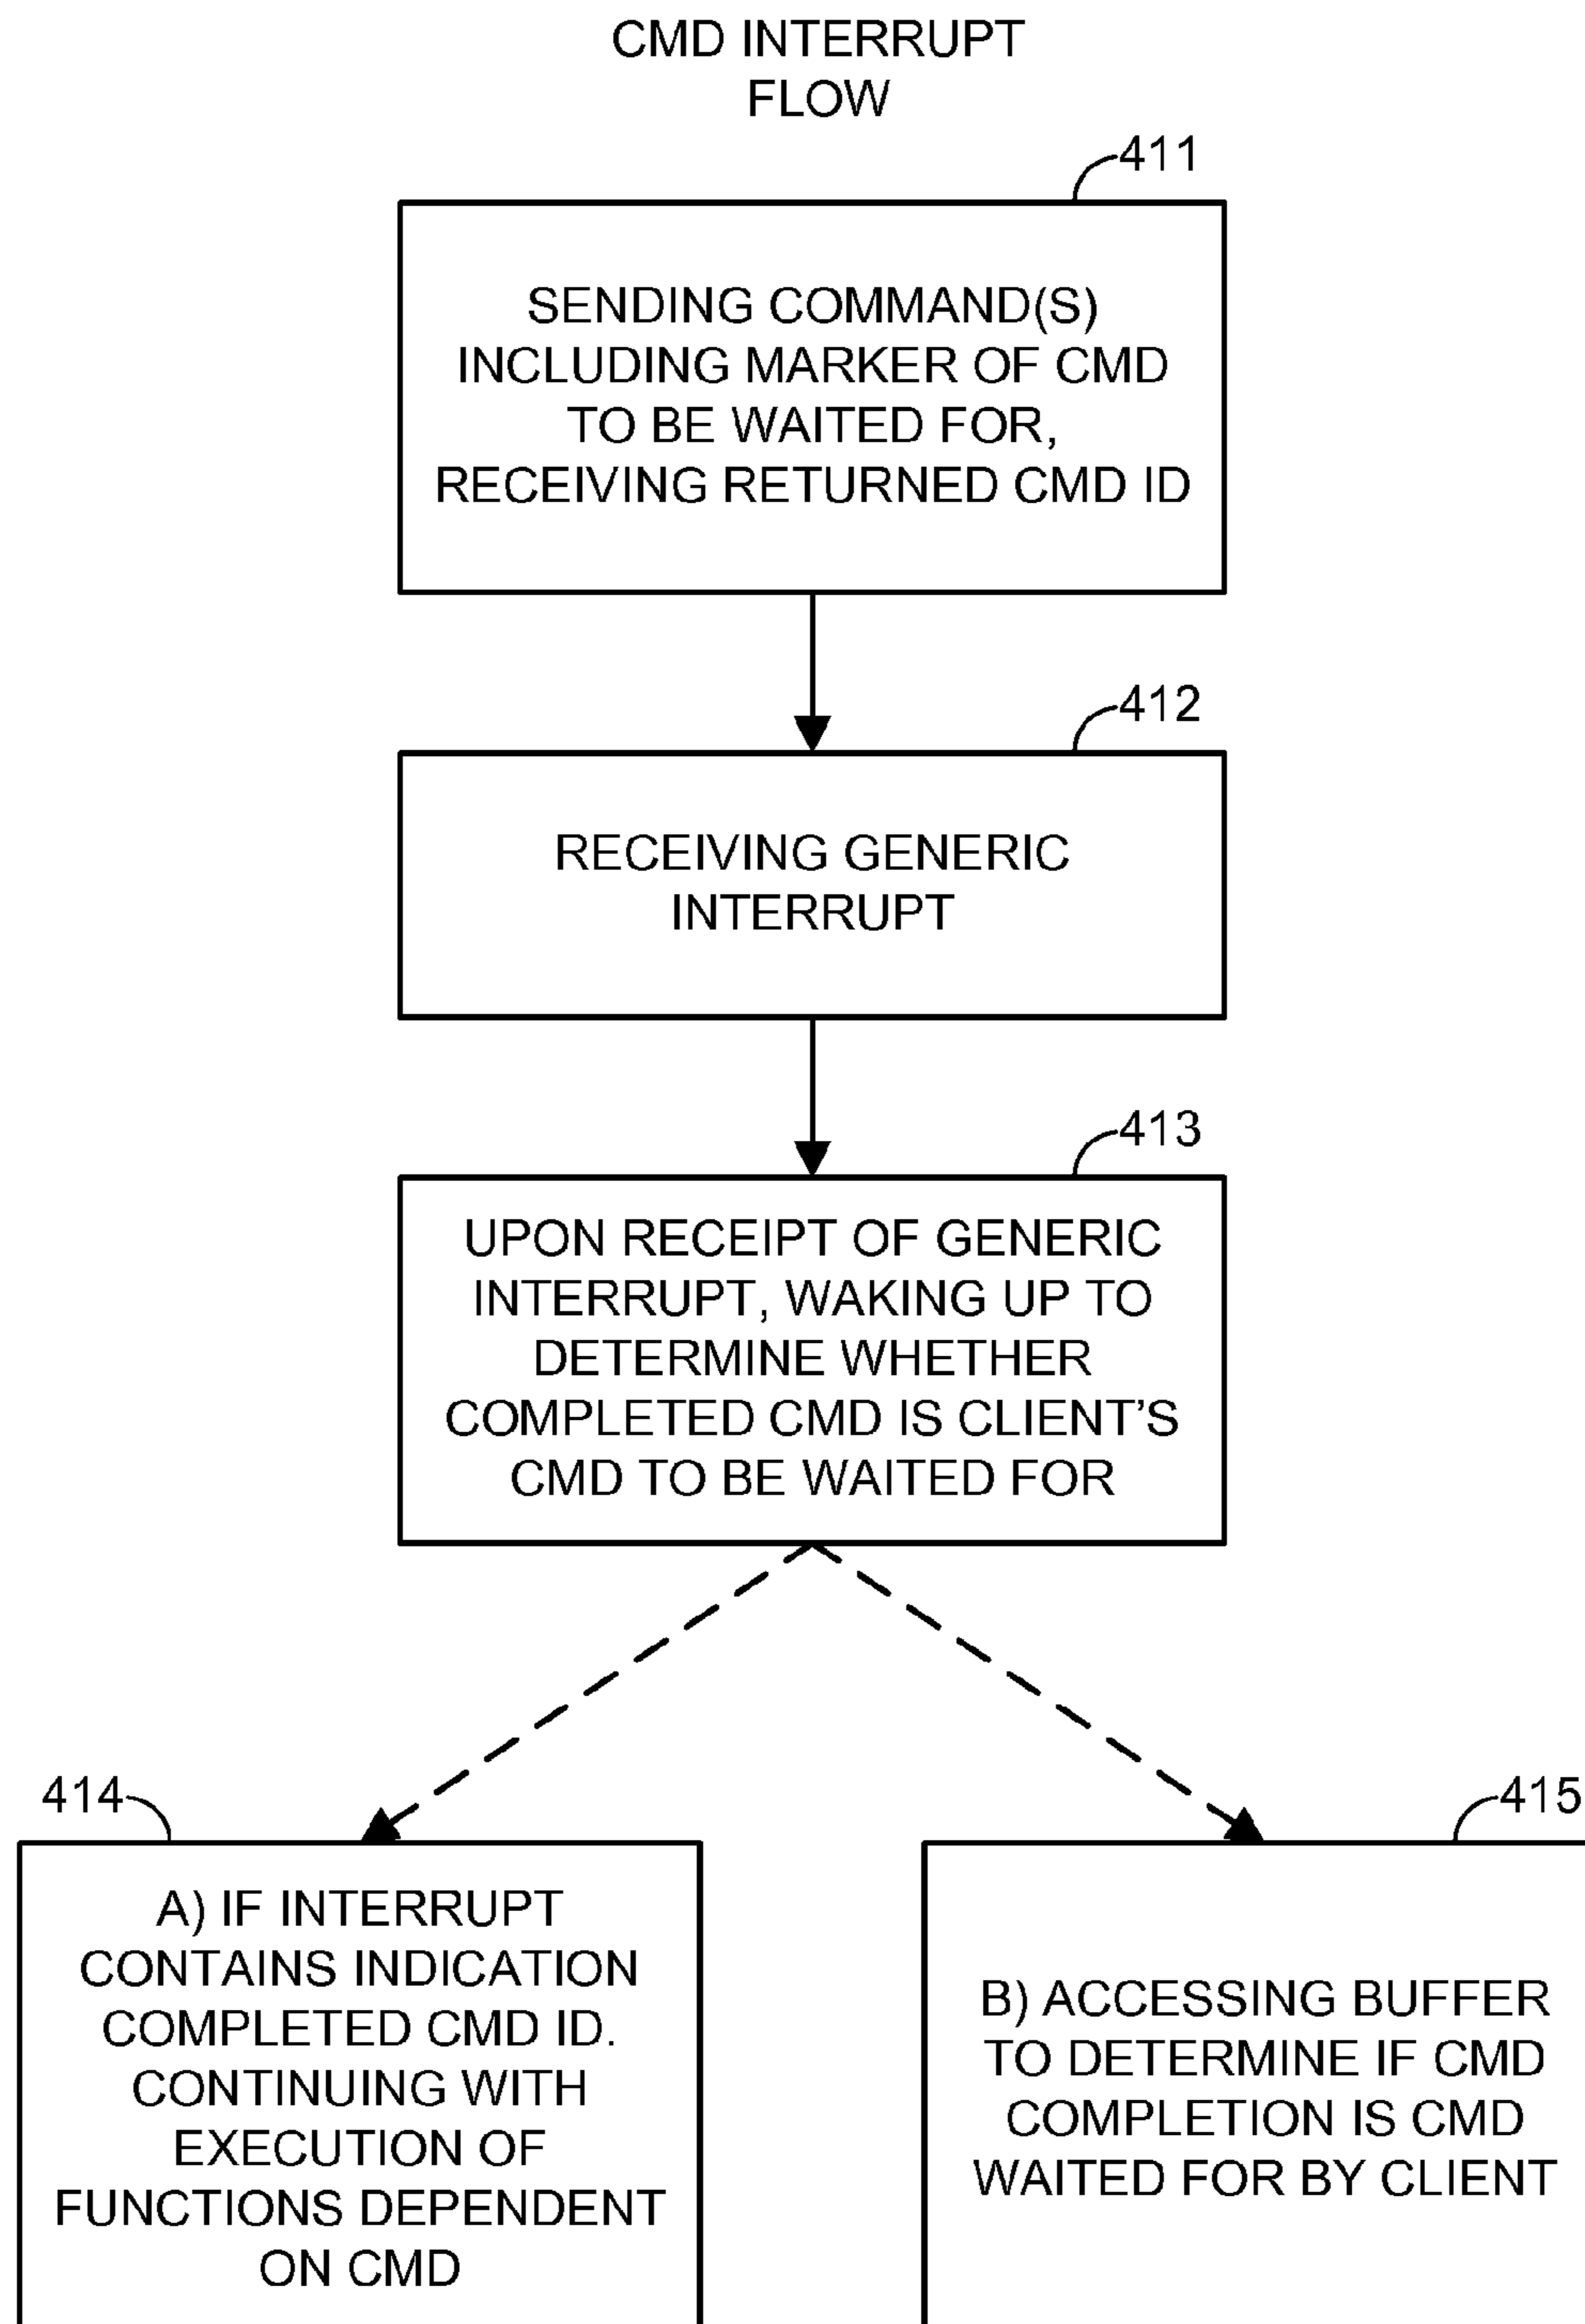 CMD INTERRUPT
FLOW
411
SENDING COMMAND(S)
INCLUDING MARKER OF CMD
TO BE WAITED FOR,
RECEIVING RETURNED CMD ID
412
RECEIVING GENERIC
INTERRUPT
413
UPON RECEIPT OF GENERIC
INTERRUPT, WAKING UP TO
DETERMINE WHETHER
COMPLETED CMD IS CLIENT'S
CMD TO BE WAITED FOR
414
A) IF INTERRUPT
CONTAINS INDICATION
COMPLETED CMD ID.
CONTINUING WITH
EXECUTION OF
FUNCTIONS DEPENDENT
ON CMD
415
B) ACCESSING BUFFER
TO DETERMINE IF CMD
COMPLETION IS CMD
WAITED FOR BY CLIENT